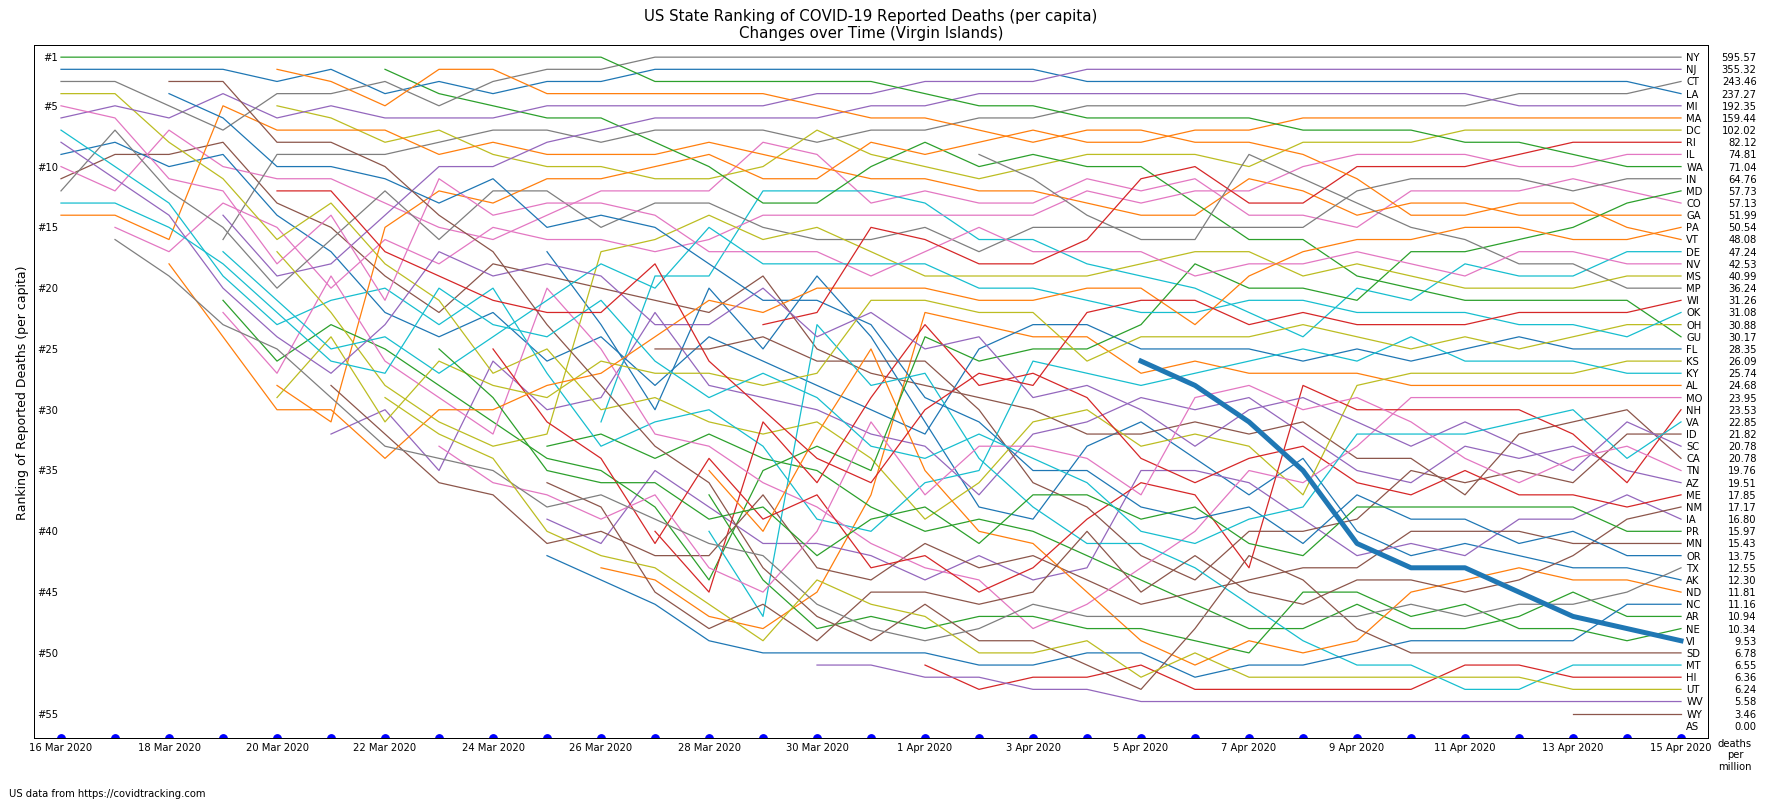 US State Ranking of COVID-19 Reported Deaths (per capita)
Changes over Time (Virgin Islands)
Ranking of Reported Deaths (per capita)
#1
#5
#10
#15
#20
#25
#30
#35
#40
#45
#50
#55
NY 595.57
NJ 355.32
CT 243.46
LA 237.27
MI 192.35
MA 159.44
DC 102.02
RI 82.12
IL 74.81
WA 71.04
IN 64.76
MD 57.73
CO 57.13
GA 51.99
PA 50.54
VT 48.08
DE 47.24
NV 42.53
MS 40.99
MP 36.24
WI 31.26
OK 31.08
OH 30.88
GU 30.17
FL 28.35
KS 26.09
KY 25.74
AL 24.68
MO 23.95
NH 23.53
VA 22.85
ID 21.82
SC 20.78
CA 20.78
TN 19.76
AZ 19.51
ME 17.85
NM 17.17
IA 16.80
PR 15.97
MN 15.43
OR 13.75
TX 12.55
AK 12.30
ND 11.81
NC 11.16
AR 10.94
NE 10.34
VI 9.53
SD 6.78
MT 6.55
HI 6.36
UT 6.24
WV 5.58
WY 3.46
AS 0.00
16 Mar 2020 18 Mar 2020 20 Mar 2020 22 Mar 2020 24 Mar 2020 26 Mar 2020 28 Mar 2020 30 Mar 2020 1 Apr 2020 3 Apr 2020 5 Apr 2020 7 Apr 2020 9 Apr 2020 11 Apr 2020 13 Apr 2020 15 Apr 2020
deaths
per
million
US data from https://covidtracking.com